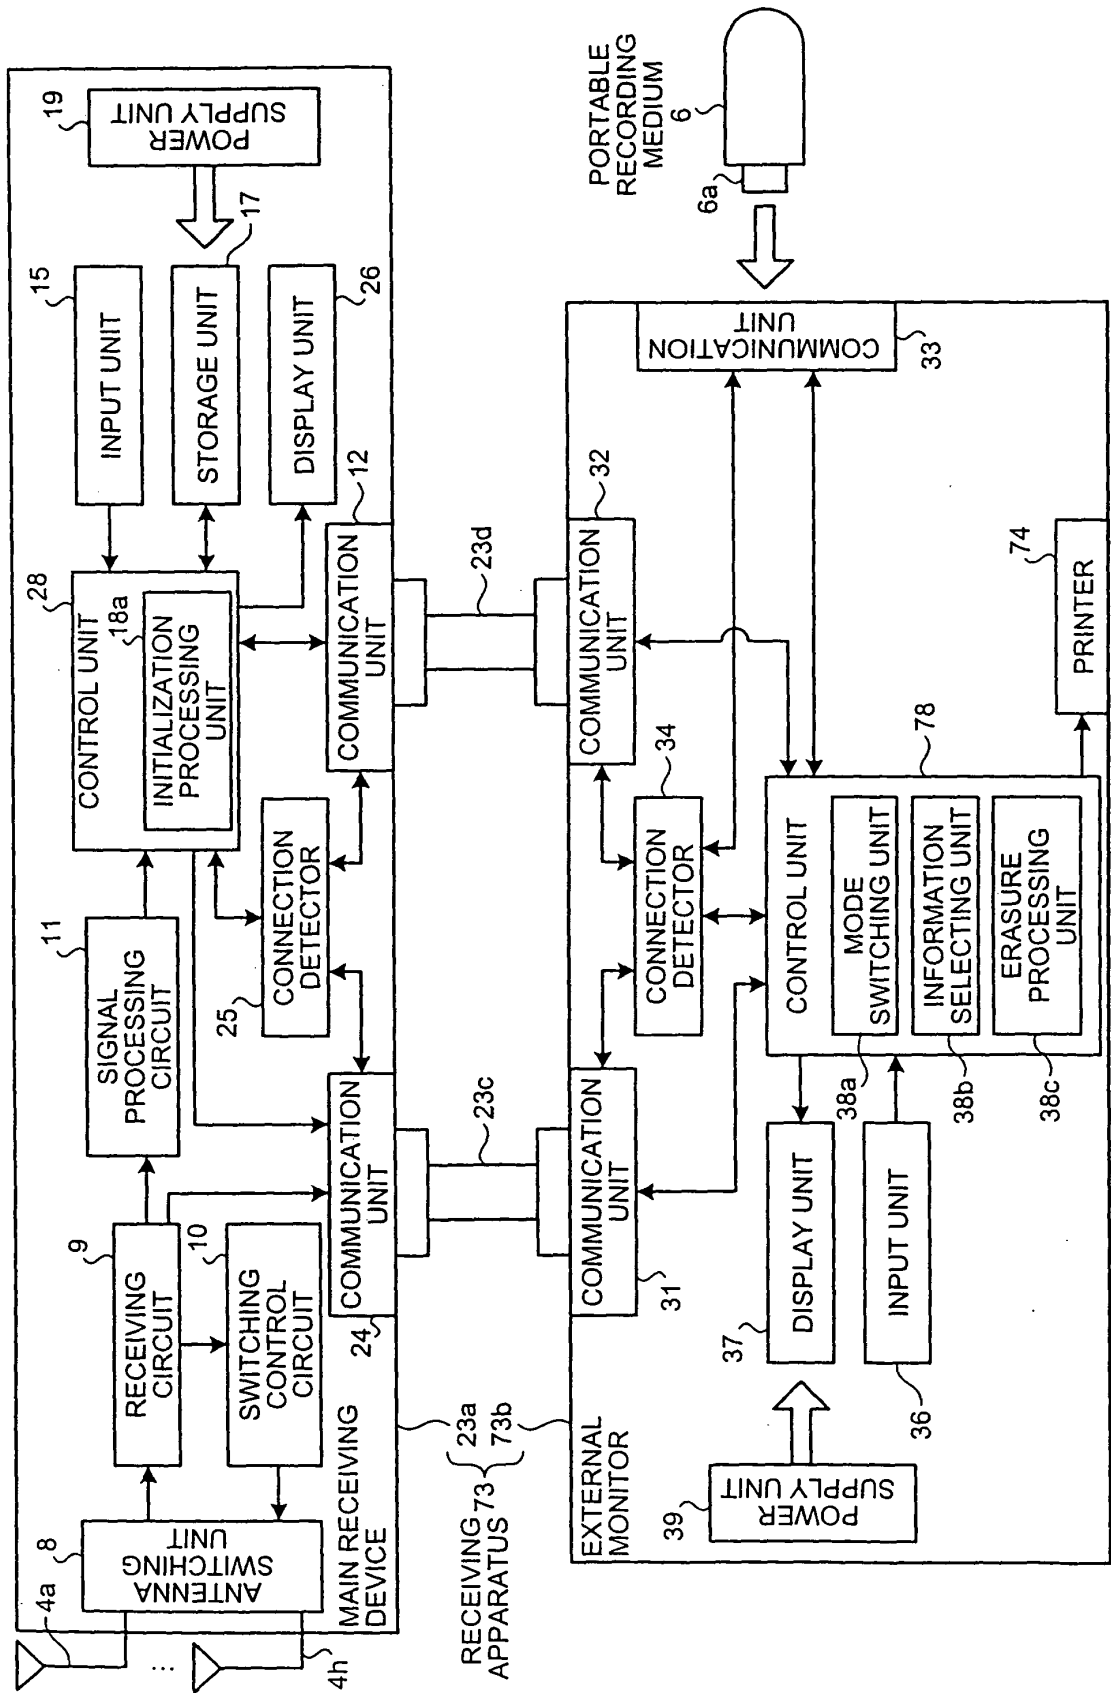 4a
...
4h
8
ANTENNA
SWITCHING
UNIT
9
RECEIVING
CIRCUIT
10
SWITCHING
CONTROL
CIRCUIT
11
SIGNAL
PROCESSING
CIRCUIT
28
CONTROL UNIT
18a
INITIALIZATION
PROCESSING
UNIT
15
INPUT UNIT
17
STORAGE UNIT
26
DISPLAY UNIT
19
POWER
SUPPLY UNIT
25
CONNECTION
DETECTOR
24
COMMUNICATION
UNIT
12
COMMUNICATION
UNIT
MAIN RECEIVING
DEVICE
23c
23d
RECEIVING
APPARATUS 73
23a
73b
EXTERNAL
MONITOR
31
COMMUNICATION
UNIT
32
COMMUNICATION
UNIT
34
CONNECTION
DETECTOR
33
COMMUNICATION
UNIT
PORTABLE
RECORDING
MEDIUM
6
6a
39
POWER
SUPPLY UNIT
37
DISPLAY UNIT
36
INPUT UNIT
78
CONTROL UNIT
38a
MODE
SWITCHING UNIT
38b
INFORMATION
SELECTING UNIT
38c
ERASURE
PROCESSING
UNIT
74
PRINTER